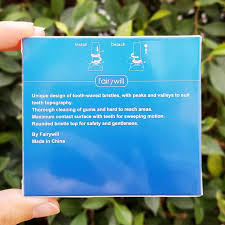 Install Detach
fairywill
Unique design of tooth-waved bristles, with peaks and valleys to suit
teeth topography.
Thorough cleaning of gums and hard to reach areas.
Maximum contact surface with teeth for sweeping motion.
Rounded bristle top for safety and gentleness.
By Fairywill
Made in China